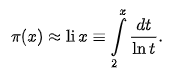 π(x) ≈ li x ≡ ∫₂ˣ dt / ln t.